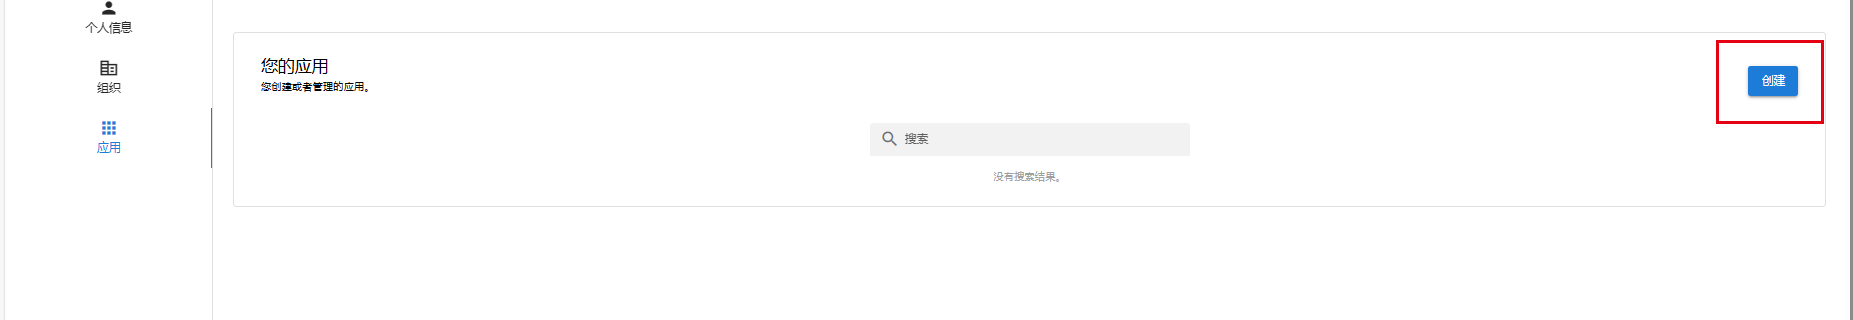 个人信息
组织
应用
您的应用
您创建或者管理的应用。
创建
搜索
没有搜索结果。